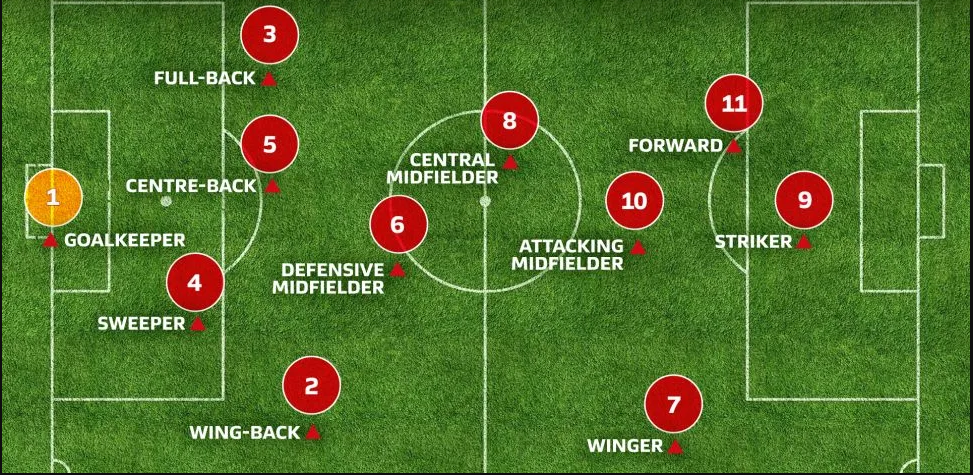 3
FULL-BACK
11
8
FORWARD
5
CENTRAL
MIDFIELDER
CENTRE-BACK
1
10
9
6
GOALKEEPER
STRIKER
ATTACKING
MIDFIELDER
DEFENSIVE
MIDFIELDER
4
SWEEPER
2
7
WING-BACK
WINGER